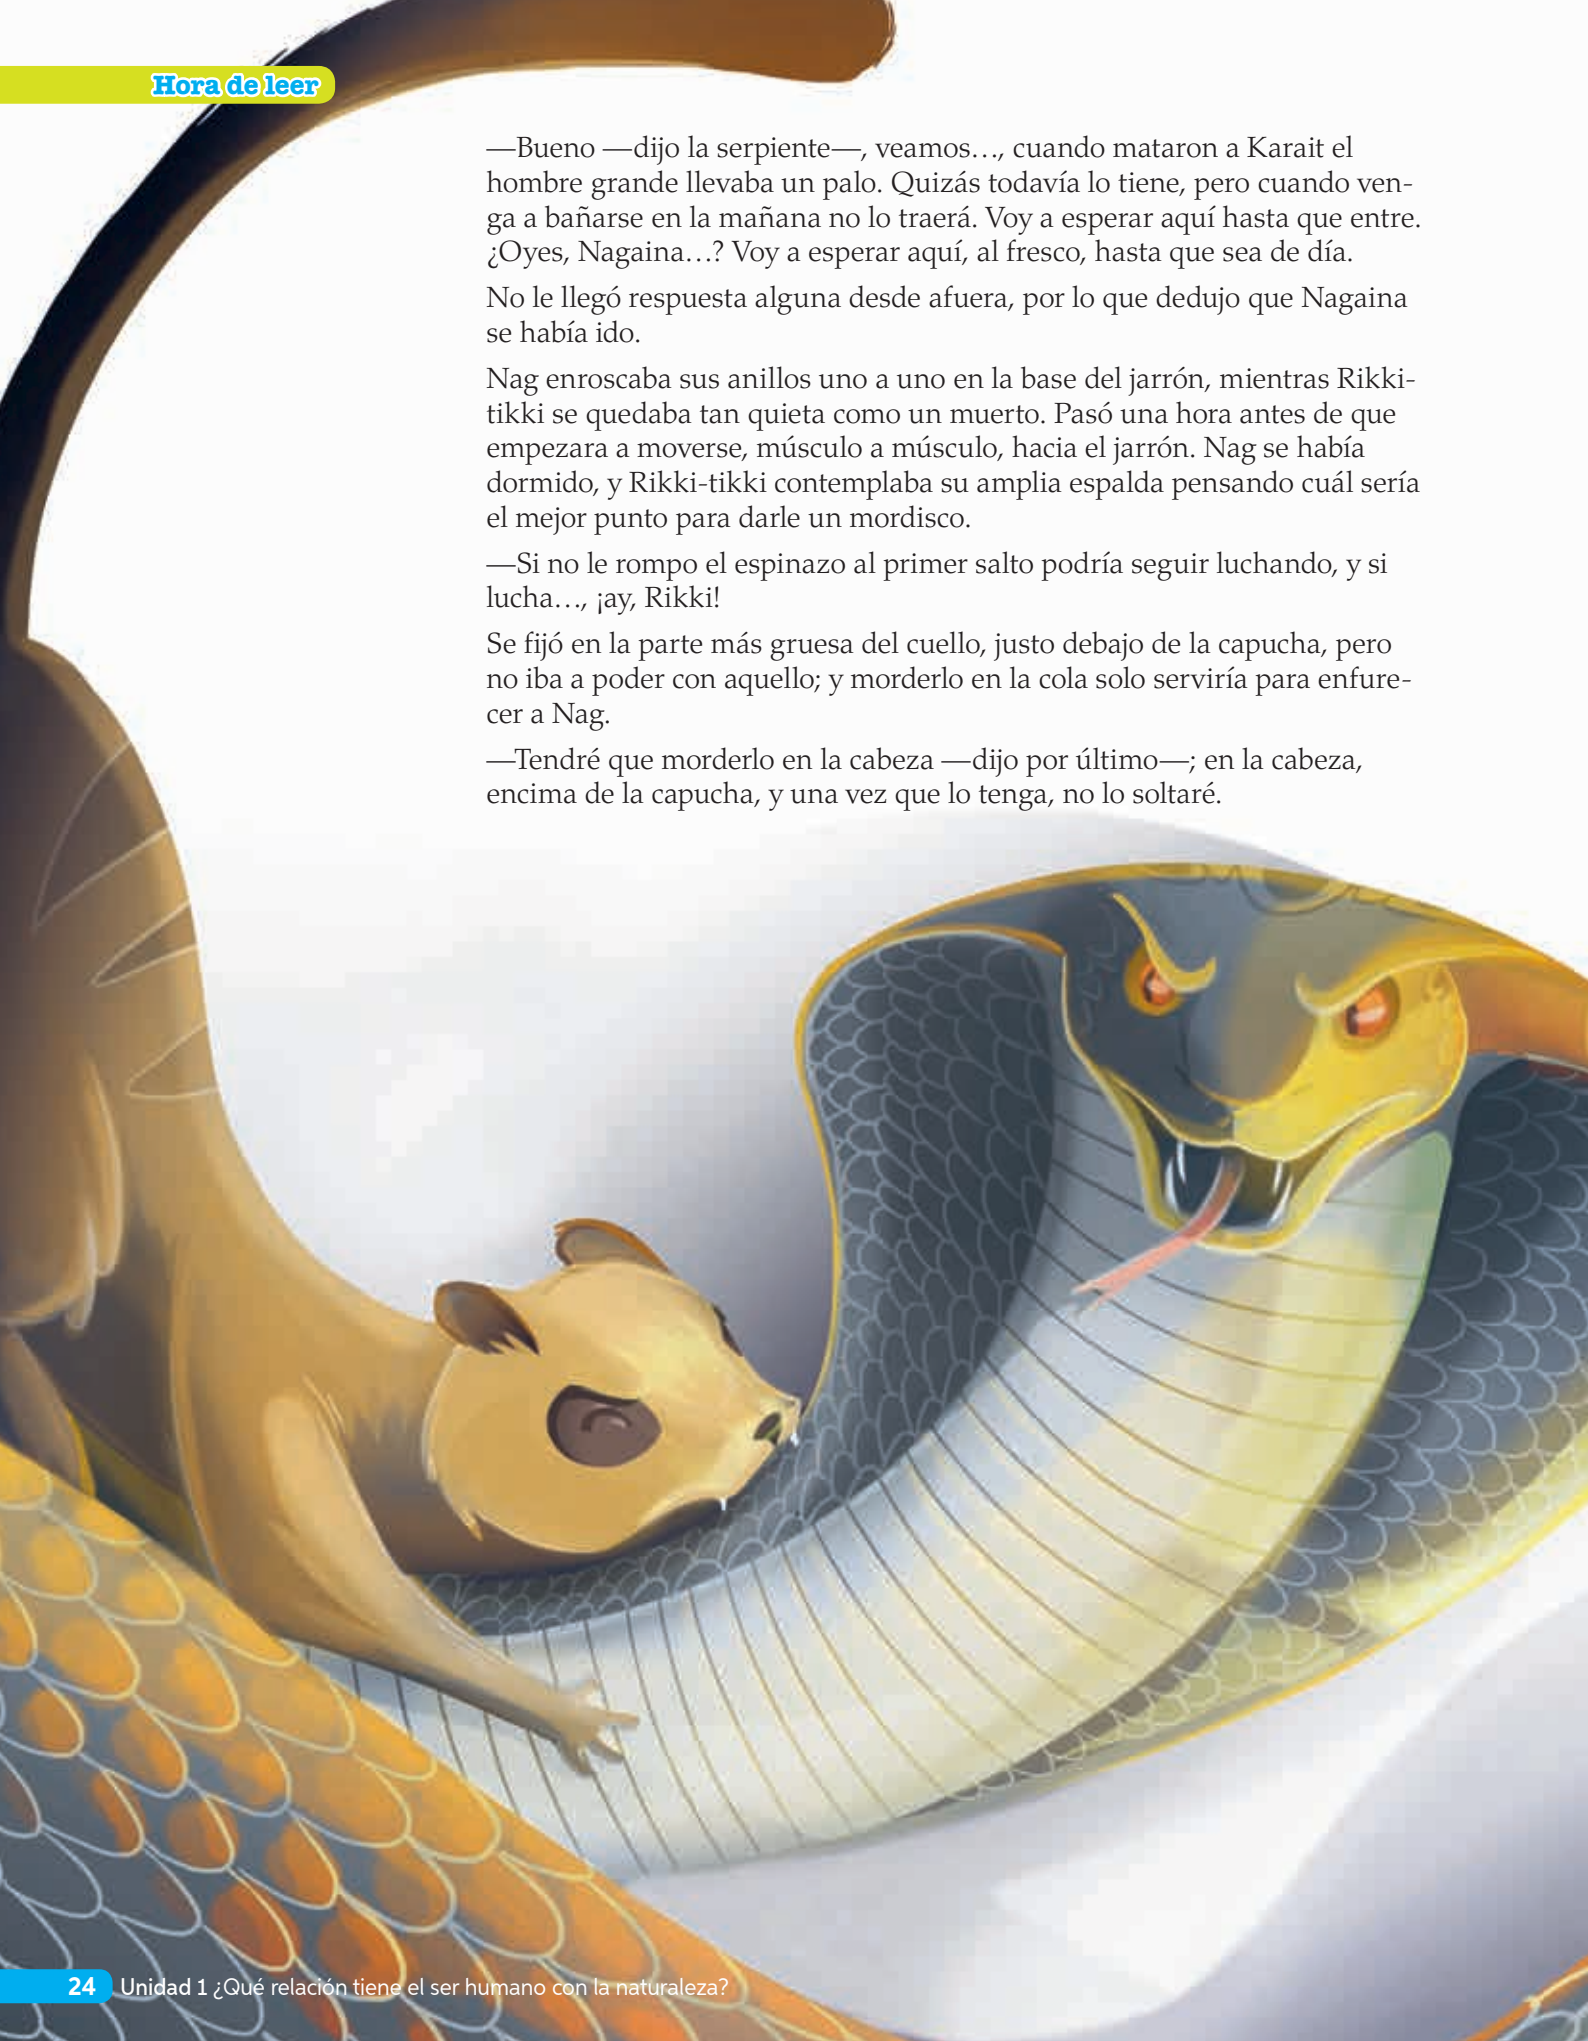 Hora de leer
—Bueno —dijo la serpiente—, veamos…, cuando mataron a Karait el
hombre grande llevaba un palo. Quizás todavía lo tiene, pero cuando ven-
ga a bañarse en la mañana no lo traerá. Voy a esperar aquí hasta que entre.
¿Oyes, Nagaina…? Voy a esperar aquí, al fresco, hasta que sea de día.
No le llegó respuesta alguna desde afuera, por lo que dedujo que Nagaina
se había ido.
Nag enroscaba sus anillos uno a uno en la base del jarrón, mientras Rikki-
tikki se quedaba tan quieta como un muerto. Pasó una hora antes de que
empezara a moverse, músculo a músculo, hacia el jarrón. Nag se había
dormido, y Rikki-tikki contemplaba su amplia espalda pensando cuál sería
el mejor punto para darle un mordisco.
—Si no le rompo el espinazo al primer salto podría seguir luchando, y si
lucha…, ¡ay, Rikki!
Se fijó en la parte más gruesa del cuello, justo debajo de la capucha, pero
no iba a poder con aquello; y morderlo en la cola solo serviría para enfure-
cer a Nag.
—Tendré que morderlo en la cabeza —dijo por último—; en la cabeza,
encima de la capucha, y una vez que lo tenga, no lo soltaré.
24 Unidad 1 ¿Qué relación tiene el ser humano con la naturaleza?